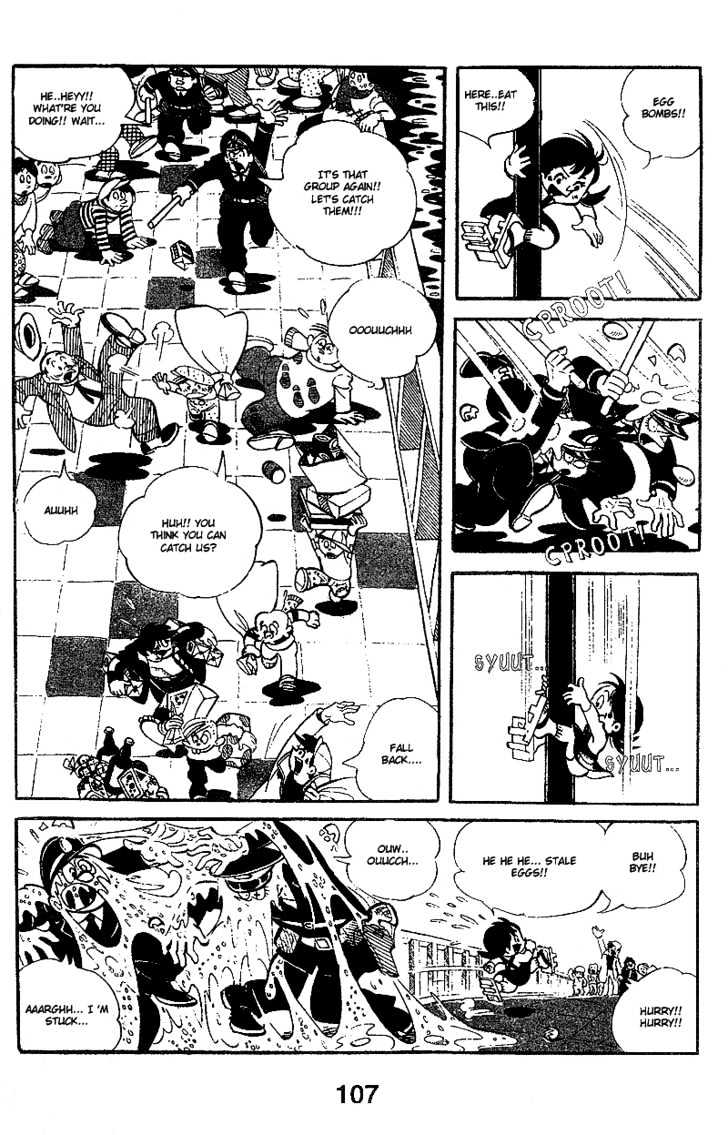 HE..HEYY!!
WHAT'RE YOU
DOING!! WAIT...
IT'S THAT
GROUP AGAIN!!
LET'S CATCH
THEM!!!
OOOUUCHHH
AUUHH
HUH!! YOU
THINK YOU CAN
CATCH US?
FALL
BACK....
HERE..EAT
THIS!!
EGG
BOMBS!!
CPROOT!
CPROOT!
SYUUT...
SYUUT...
OUW..
OUUCCH...
HE HE HE... STALE
EGGS!!
BUH
BYE!!
AAARGHH... I 'M
STUCK...
HURRY!!
HURRY!!
107